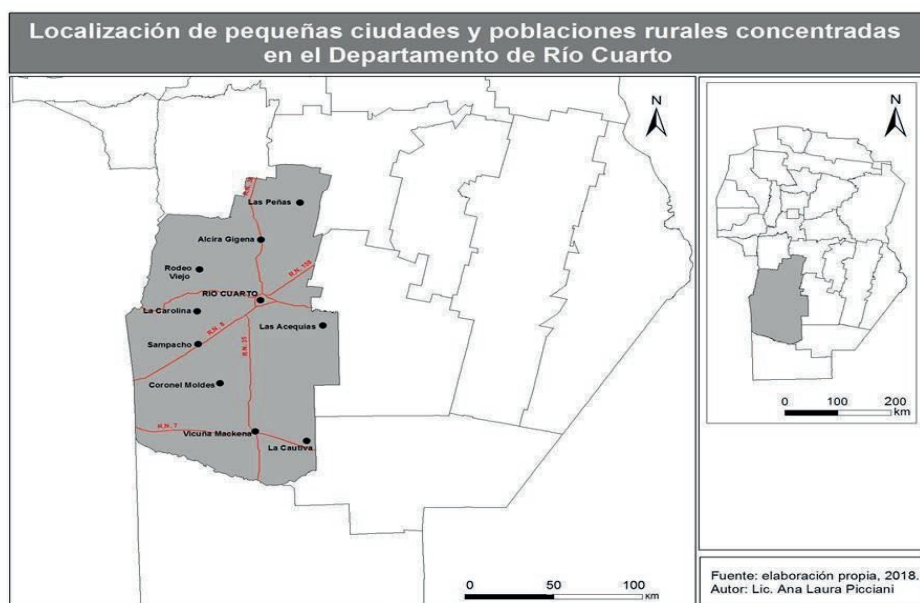 Localización de pequeñas ciudades y poblaciones rurales concentradas
en el Departamento de Río Cuarto
N
N
R.N. 36
Las Peñas
Alcira Gigena
R.N. 158
Rodeo
Viejo
RÍO CUARTO
La Carolina
Las Acequias
R.N. 8
Sampacho
R.N. 35
Coronel Moldes
R.N. 7
Vicuña Mackena
La Cautiva
0 50 100
km
0 100 200
km
Fuente: elaboración propia, 2018.
Autor: Lic. Ana Laura Picciani